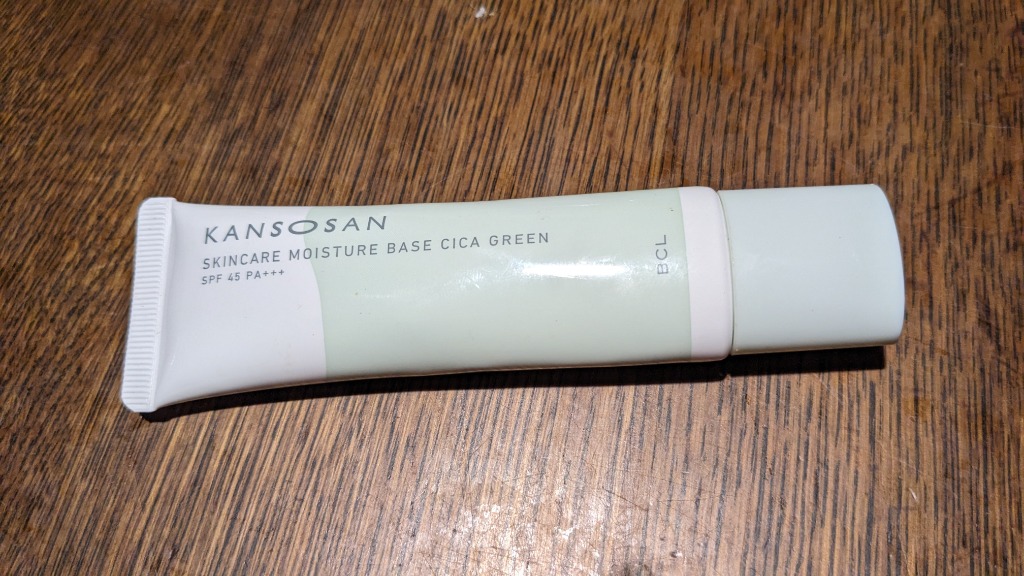 KANSOSAN
SKINCARE MOISTURE BASE CICA GREEN
SPF 45 PA+++
BCL